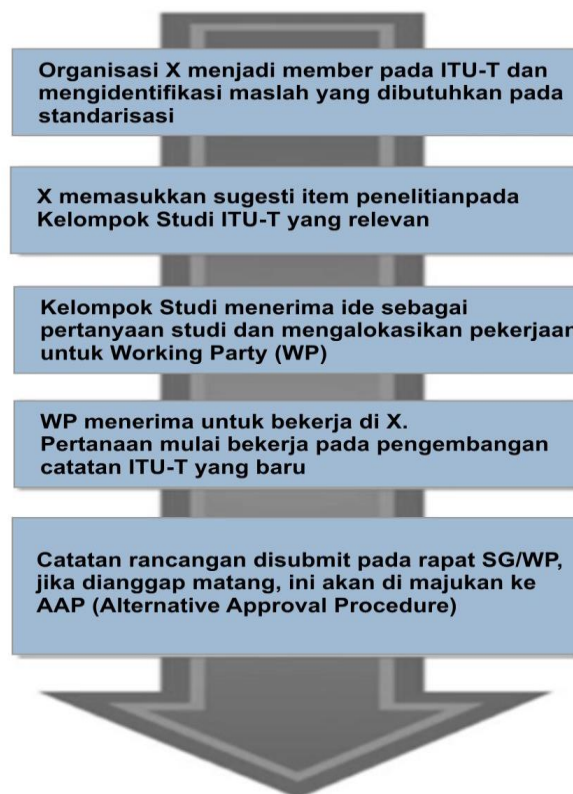 Organisasi X menjadi member pada ITU-T dan
mengidentifikasi maslah yang dibutuhkan pada
standarisasi
X memasukkan sugesti item penelitianpada
Kelompok Studi ITU-T yang relevan
Kelompok Studi menerima ide sebagai
pertanyaan studi dan mengalokasikan pekerjaan
untuk Working Party (WP)
WP menerima untuk bekerja di X.
Pertanaan mulai bekerja pada pengembangan
catatan ITU-T yang baru
Catatan rancangan disubmit pada rapat SG/WP,
jika dianggap matang, ini akan di majukan ke
AAP (Alternative Approval Procedure)